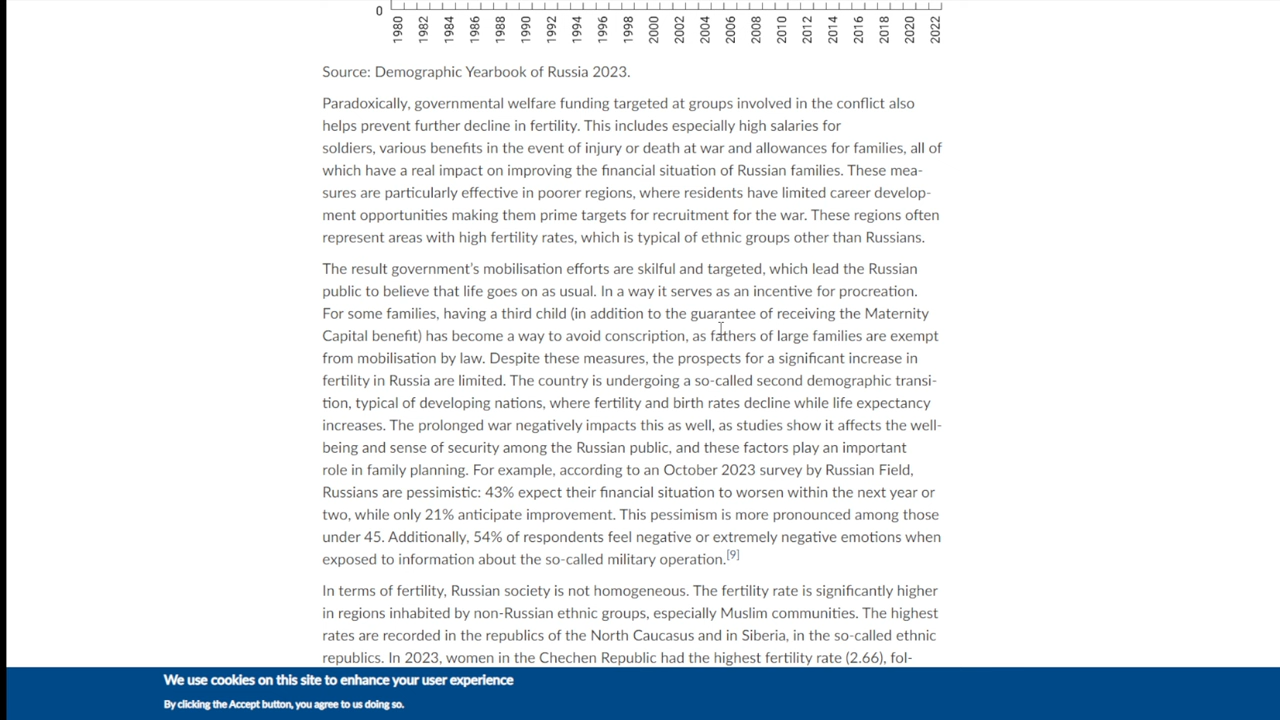 0
1980 1982 1984 1986 1988 1990 1992 1994 1996 1998 2000 2002 2004 2006 2008 2010 2012 2014 2016 2018 2020 2022
Source: Demographic Yearbook of Russia 2023.
Paradoxically, governmental welfare funding targeted at groups involved in the conflict also
helps prevent further decline in fertility. This includes especially high salaries for
soldiers, various benefits in the event of injury or death at war and allowances for families, all of
which have a real impact on improving the financial situation of Russian families. These mea-
sures are particularly effective in poorer regions, where residents have limited career develop-
ment opportunities making them prime targets for recruitment for the war. These regions often
represent areas with high fertility rates, which is typical of ethnic groups other than Russians.
The result government's mobilisation efforts are skilful and targeted, which lead the Russian
public to believe that life goes on as usual. In a way it serves as an incentive for procreation.
For some families, having a third child (in addition to the guarantee of receiving the Maternity
Capital benefit) has become a way to avoid conscription, as fathers of large families are exempt
from mobilisation by law. Despite these measures, the prospects for a significant increase in
fertility in Russia are limited. The country is undergoing a so-called second demographic transi-
tion, typical of developing nations, where fertility and birth rates decline while life expectancy
increases. The prolonged war negatively impacts this as well, as studies show it affects the well-
being and sense of security among the Russian public, and these factors play an important
role in family planning. For example, according to an October 2023 survey by Russian Field,
Russians are pessimistic: 43% expect their financial situation to worsen within the next year or
two, while only 21% anticipate improvement. This pessimism is more pronounced among those
under 45. Additionally, 54% of respondents feel negative or extremely negative emotions when
exposed to information about the so-called military operation.[9]
In terms of fertility, Russian society is not homogeneous. The fertility rate is significantly higher
in regions inhabited by non-Russian ethnic groups, especially Muslim communities. The highest
rates are recorded in the republics of the North Caucasus and in Siberia, in the so-called ethnic
republics. In 2023, women in the Chechen Republic had the highest fertility rate (2.66), fol-
We use cookies on this site to enhance your user experience
By clicking the Accept button, you agree to us doing so.